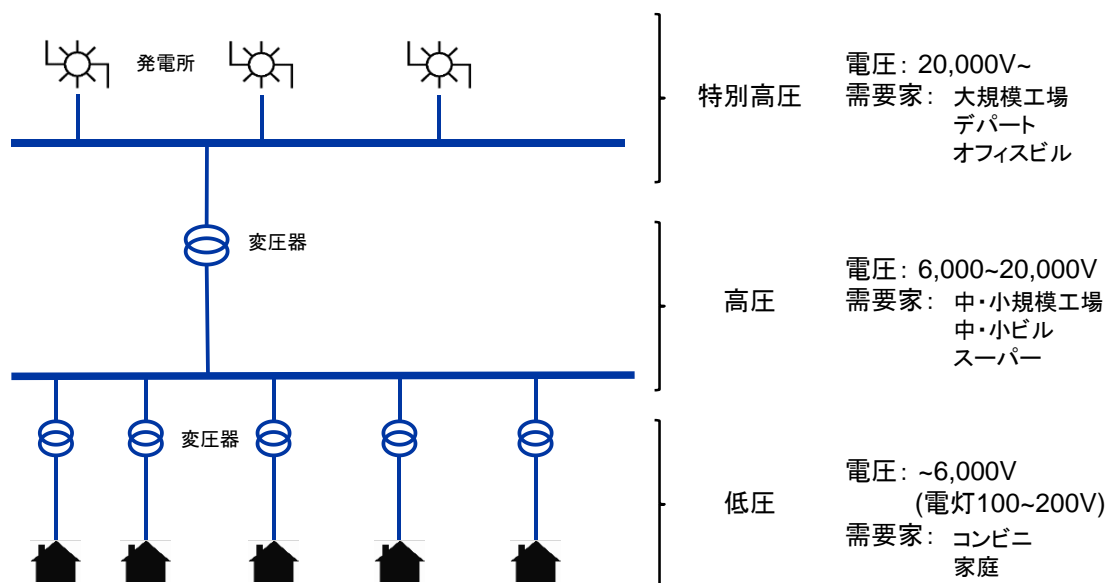 発電所
変圧器
変圧器
特別高圧
電圧: 20,000V~
需要家: 大規模工場
デパート
オフィスビル
高圧
電圧: 6,000~20,000V
需要家: 中・小規模工場
中・小ビル
スーパー
低圧
電圧: ~6,000V
(電灯100~200V)
需要家: コンビニ
家庭